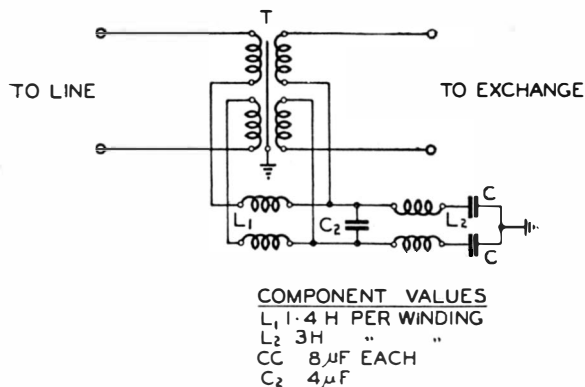 T
TO LINE
TO EXCHANGE
C
L₁
C₂
L₂
C
COMPONENT VALUES
L₁ 1·4 H PER WINDING
L₂ 3H " "
CC 8μF EACH
C₂ 4μF